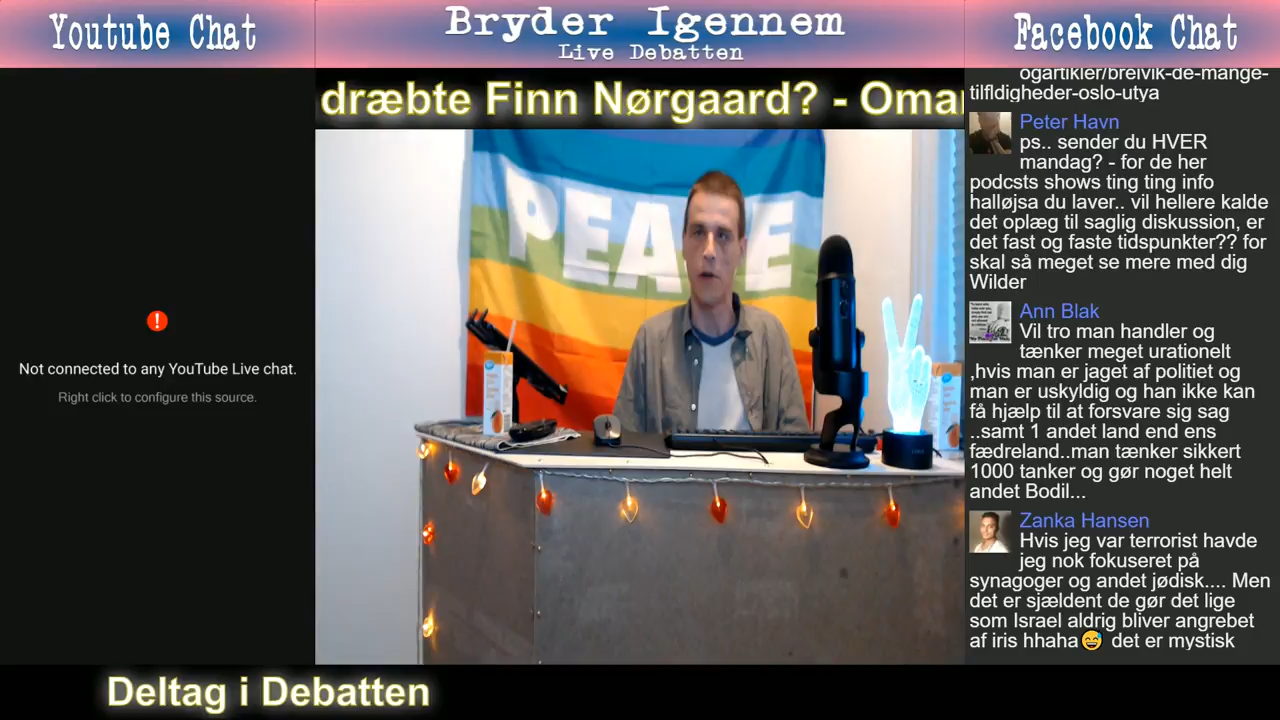 Youtube Chat
Bryder Igennem
Live Debatten
Facebook Chat
dræbte Finn Nørgaard? - Omar
PEACE
Not connected to any YouTube Live chat.
Right click to configure this source.
ogartikler/breivik-de-mange-
tilfldigheder-oslo-utya
Peter Havn
ps.. sender du HVER
mandag? - for de her
podcsts shows ting ting info
halløjsa du laver.. vil hellere kalde
det oplæg til saglig diskussion, er
det fast og faste tidspunkter?? for
skal så meget se mere med dig
Wilder
Ann Blak
Vil tro man handler og
tænker meget urationelt
,hvis man er jaget af politiet og
man er uskyldig og han ikke kan
få hjælp til at forsvare sig sag
..samt 1 andet land end ens
fædreland..man tænker sikkert
1000 tanker og gør noget helt
andet Bodil...
Zanka Hansen
Hvis jeg var terrorist havde
jeg nok fokuseret på
synagoger og andet jødisk.... Men
det er sjældent de gør det lige
som Israel aldrig bliver angrebet
af iris hhaha😅 det er mystisk
Deltag i Debatten